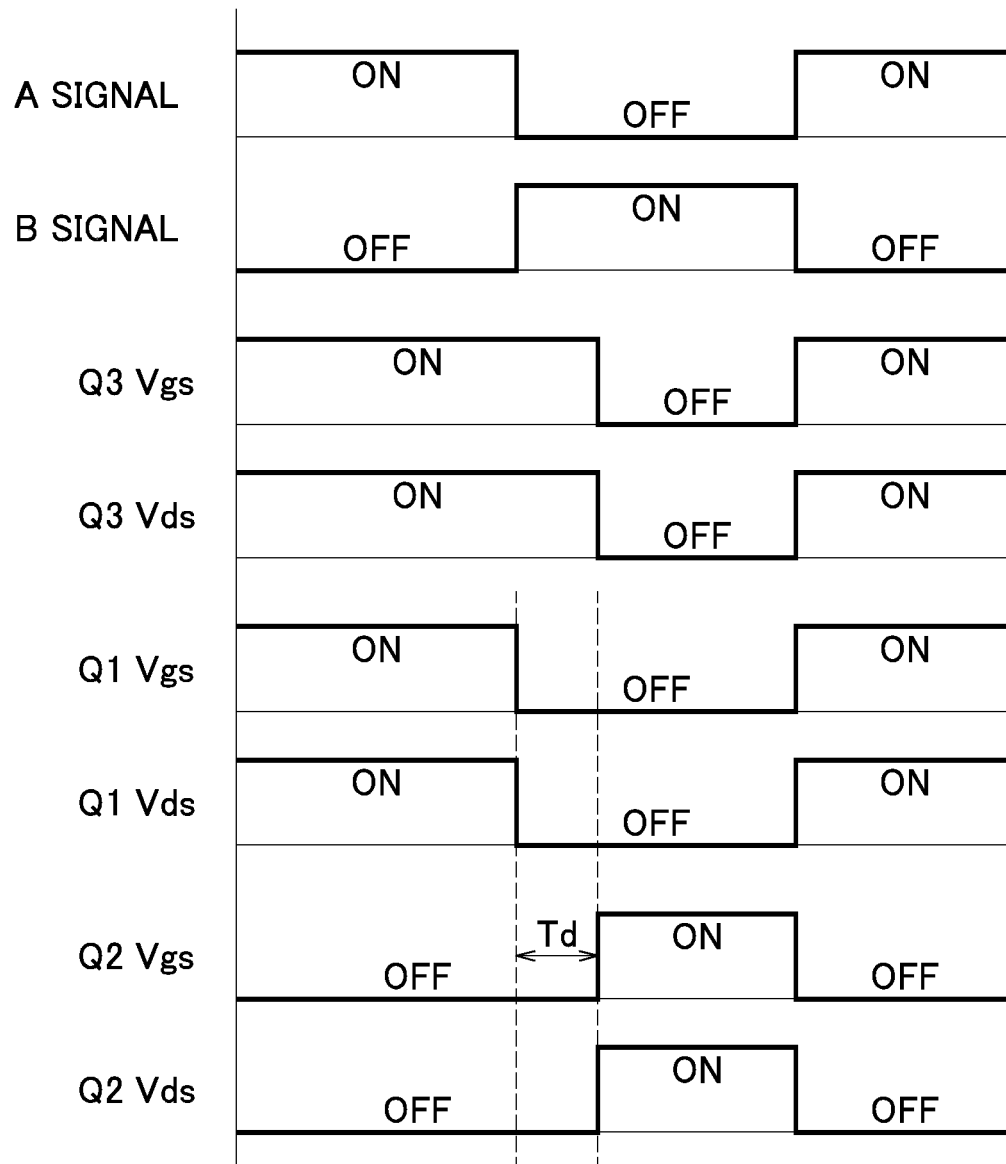 ON ON
A SIGNAL
OFF
ON
B SIGNAL
OFF OFF
ON ON
Q3 Vgs
OFF
ON ON
Q3 Vds
OFF
ON ON
Q1 Vgs
OFF
ON ON
Q1 Vds
OFF
Td ON
Q2 Vgs
OFF OFF
ON
Q2 Vds
OFF OFF